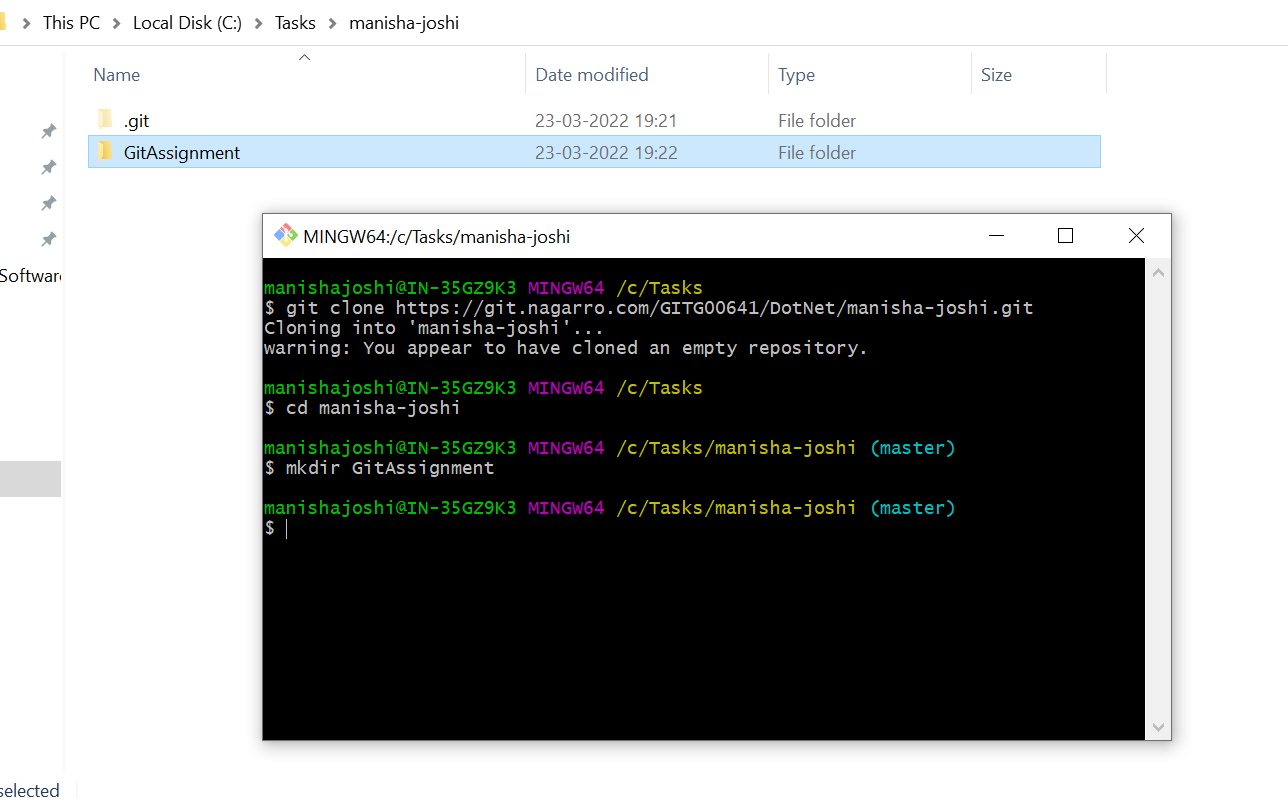 This PC > Local Disk (C:) > Tasks > manisha-joshi
Name Date modified Type Size
.git 23-03-2022 19:21 File folder
GitAssignment 23-03-2022 19:22 File folder
Softwar
MINGW64:/c/Tasks/manisha-joshi
manishajoshi@IN-35GZ9K3 MINGW64 /c/Tasks
$ git clone https://git.nagarro.com/GITG00641/DotNet/manisha-joshi.git
Cloning into 'manisha-joshi'...
warning: You appear to have cloned an empty repository.
manishajoshi@IN-35GZ9K3 MINGW64 /c/Tasks
$ cd manisha-joshi
manishajoshi@IN-35GZ9K3 MINGW64 /c/Tasks/manisha-joshi (master)
$ mkdir GitAssignment
manishajoshi@IN-35GZ9K3 MINGW64 /c/Tasks/manisha-joshi (master)
$
selected